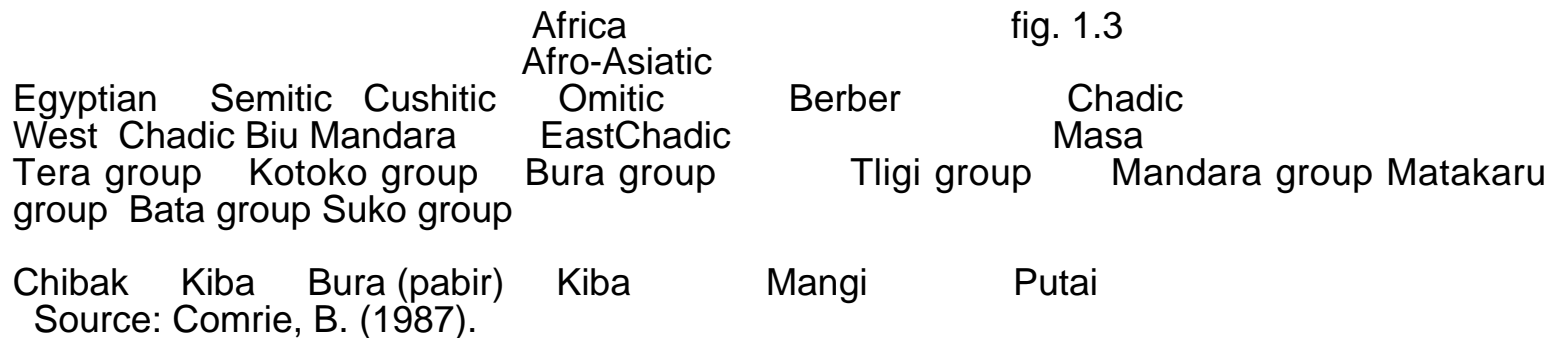 Africa fig. 1.3
Afro-Asiatic
Egyptian Semitic Cushitic Omitic Berber Chadic
West Chadic Biu Mandara EastChadic Masa
Tera group Kotoko group Bura group Tligi group Mandara group Matakaru
group Bata group Suko group
Chibak Kiba Bura (pabir) Kiba Mangi Putai
Source: Comrie, B. (1987).